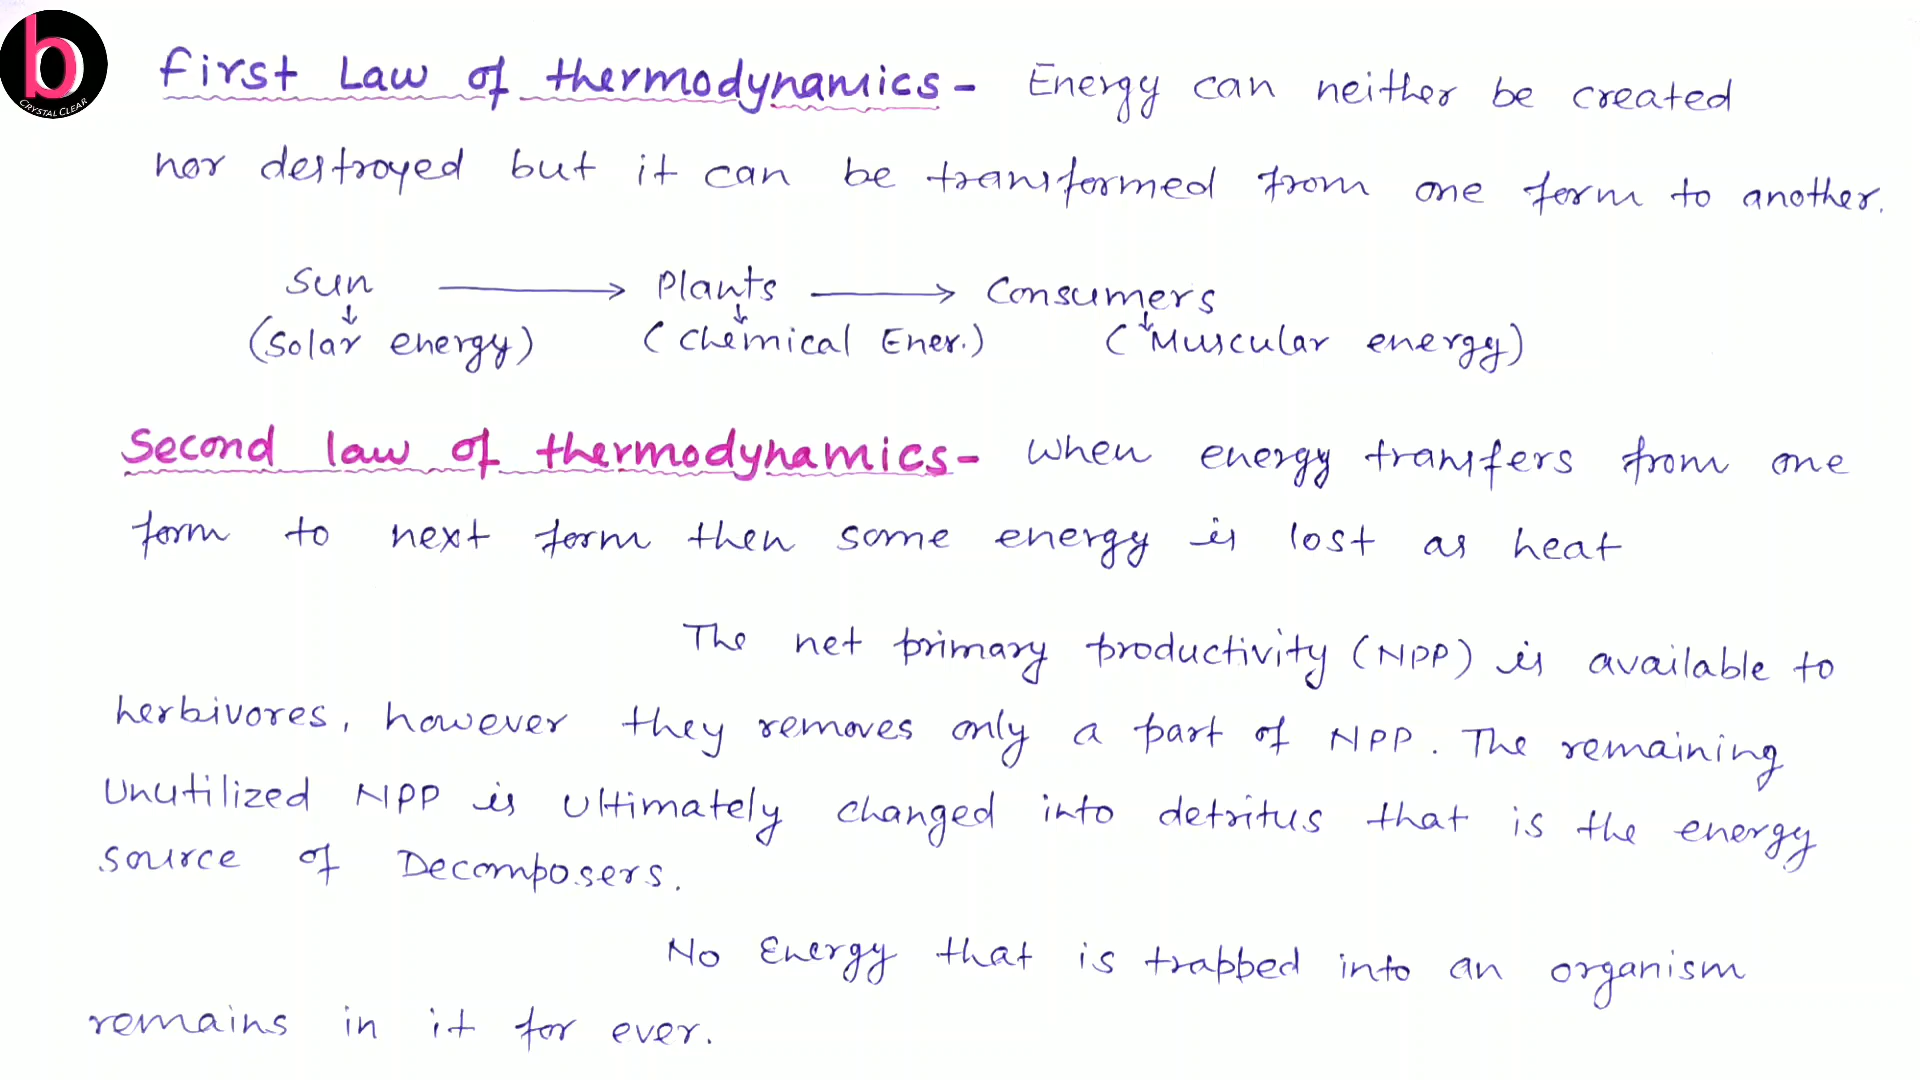 b
CRYSTAL CLEAR
First Law of thermodynamics - Energy can neither be created
nor destroyed but it can be transformed from one form to another.
Sun → Plants → Consumers
↓ ↓ ↓
(Solar energy) (Chemical Ener.) (Muscular energy)
Second law of thermodynamics - When energy transfers from one
form to next form then some energy is lost as heat
The net primary productivity (NPP) is available to
herbivores, however they removes only a part of NPP. The remaining
Unutilized NPP is Ultimately changed into detritus that is the energy
source of Decomposers.
No Energy that is trapped into an organism
remains in it for ever.